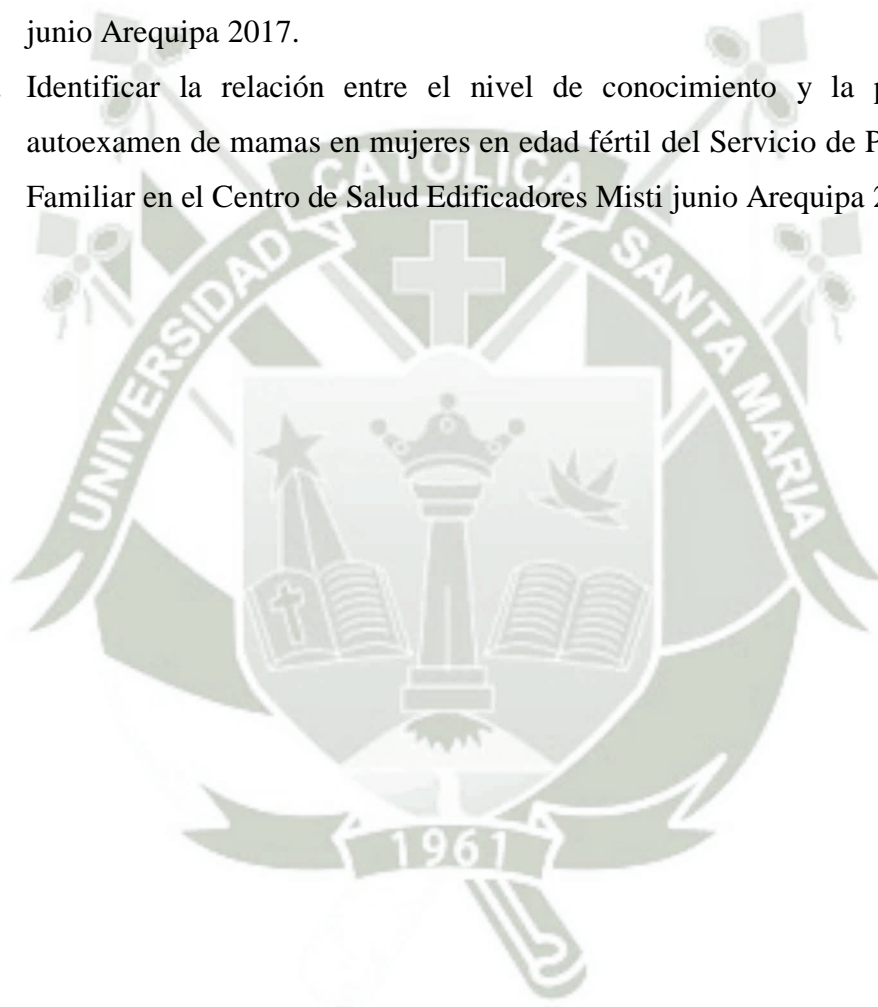 junio Arequipa 2017.
Identificar la relación entre el nivel de conocimiento y la
autoexamen de mamas en mujeres en edad fértil del Servicio de
Familiar en el Centro de Salud Edificadores Misti junio Arequipa
UNIVERSIDAD CATOLICA SANTA MARIA
1961